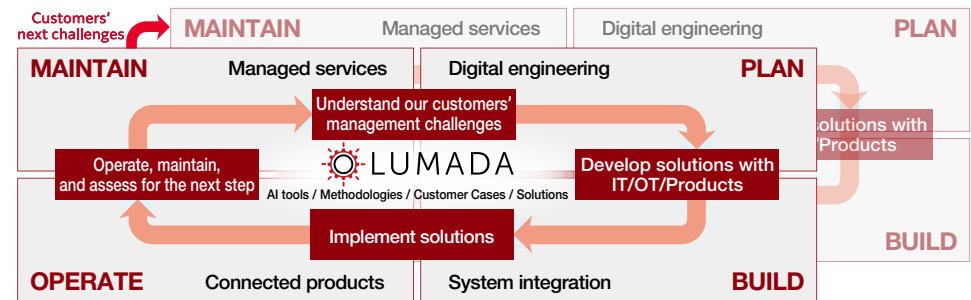 Customers'
next challenges
MAINTAIN
Managed services
Digital engineering
PLAN
MAINTAIN
Managed services
Digital engineering
PLAN
Understand our customers'
management challenges
solutions with
/Products
Operate, maintain,
and assess for the next step
LUMADA
AI tools / Methodologies / Customer Cases / Solutions
Develop solutions with
IT/OT/Products
Implement solutions
BUILD
OPERATE
Connected products
System integration
BUILD